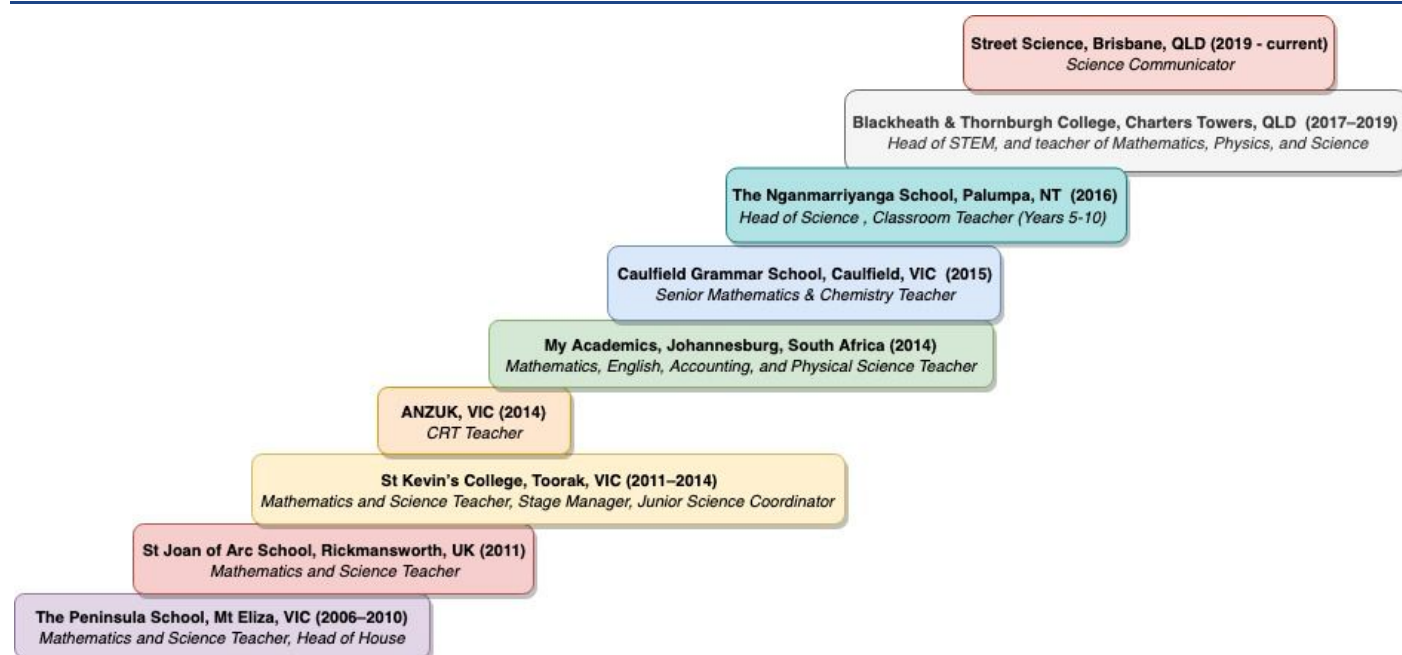 Street Science, Brisbane, QLD (2019 - current)
Science Communicator
Blackheath & Thornburgh College, Charters Towers, QLD (2017–2019)
Head of STEM, and teacher of Mathematics, Physics, and Science
The Nganmarriyanga School, Palumpa, NT (2016)
Head of Science , Classroom Teacher (Years 5-10)
Caulfield Grammar School, Caulfield, VIC (2015)
Senior Mathematics & Chemistry Teacher
My Academics, Johannesburg, South Africa (2014)
Mathematics, English, Accounting, and Physical Science Teacher
ANZUK, VIC (2014)
CRT Teacher
St Kevin's College, Toorak, VIC (2011–2014)
Mathematics and Science Teacher, Stage Manager, Junior Science Coordinator
St Joan of Arc School, Rickmansworth, UK (2011)
Mathematics and Science Teacher
The Peninsula School, Mt Eliza, VIC (2006–2010)
Mathematics and Science Teacher, Head of House